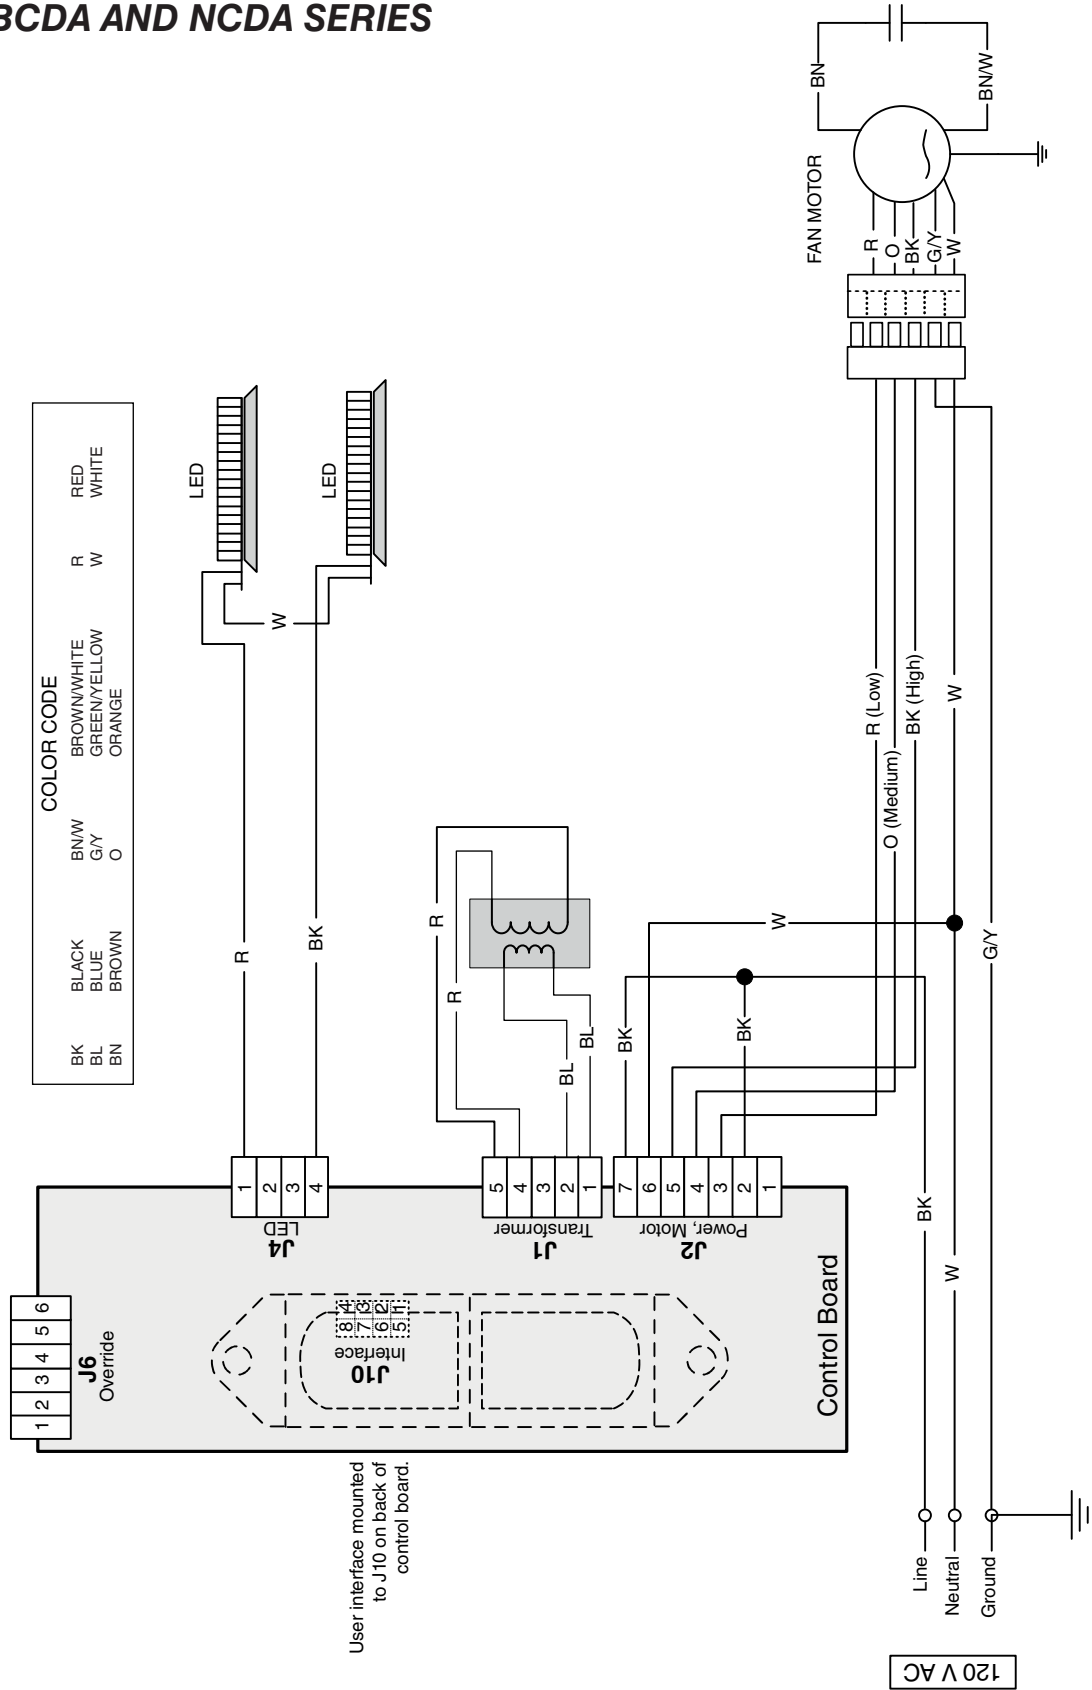 BCDA AND NCDA SERIES
COLOR CODE
BK BLACK BN/W BROWN/WHITE R RED
BL BLUE G/Y GREEN/YELLOW W WHITE
BN BROWN O ORANGE
BN
BN/W
FAN MOTOR
R
O
BK
G/Y
W
LED
LED
W
R
BK
R
R
BL
BL
BK
BK
W
R (Low)
O (Medium)
BK (High)
W
G/Y
BK
W
1 2 3 4 5 6
J6
Override
1
2
3
4
J4
LED
5
4
3
2
1
J1
Transformer
7
6
5
4
3
2
1
J2
Power, Motor
8 4
7 3
6 2
5 1
J10
Interface
Control Board
User interface mounted
to J10 on back of
control board.
Line
Neutral
Ground
120 V AC